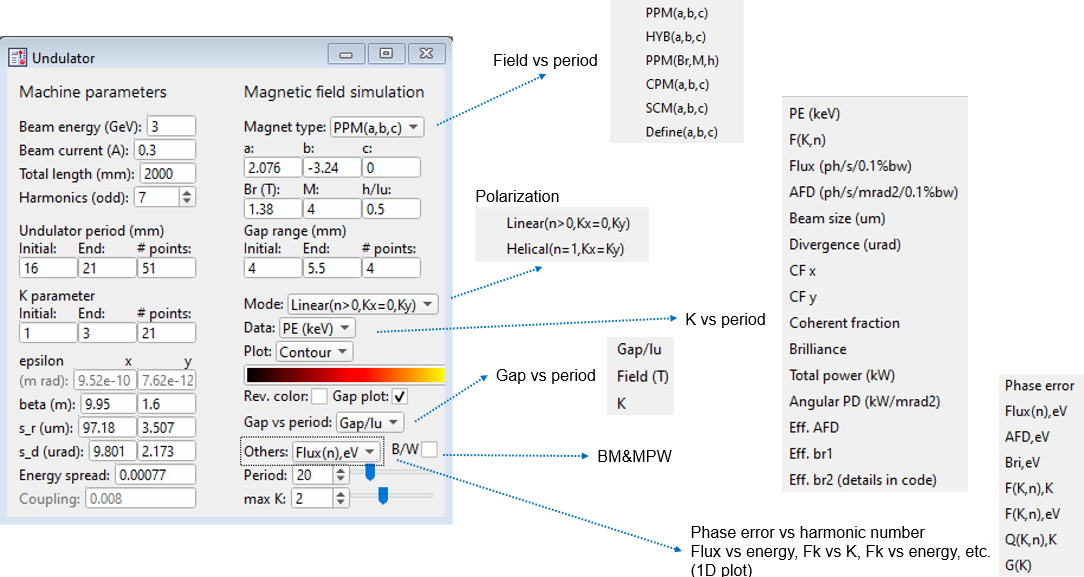 Undulator
Machine parameters
Beam energy (GeV): 3
Beam current (A): 0.3
Total length (mm): 2000
Harmonics (odd): 7
Undulator period (mm)
Initial: End: # points:
16 21 51
K parameter
Initial: End: # points:
1 3 21
epsilon x y
(m rad): 9.52e-10 7.62e-12
beta (m): 9.95 1.6
s_r (um): 97.18 3.507
s_d (urad): 9.801 2.173
Energy spread: 0.00077
Coupling: 0.008
Magnetic field simulation
Magnet type: PPM(a,b,c)
a: b: c:
2.076 -3.24 0
Br (T): M: h/lu:
1.38 4 0.5
Gap range (mm)
Initial: End: # points:
4 5.5 4
Mode: Linear(n>0,Kx=0,Ky)
Data: PE (keV)
Plot: Contour
Rev. color: Gap plot:
Gap vs period: Gap/lu
Others: Flux(n),eV B/W
Period: 20
max K: 2
Field vs period
PPM(a,b,c)
HYB(a,b,c)
PPM(Br,M,h)
CPM(a,b,c)
SCM(a,b,c)
Define(a,b,c)
Polarization
Linear(n>0,Kx=0,Ky)
Helical(n=1,Kx=Ky)
K vs period
PE (keV)
F(K,n)
Flux (ph/s/0.1%bw)
AFD (ph/s/mrad2/0.1%bw)
Beam size (um)
Divergence (urad)
CF x
CF y
Coherent fraction
Brilliance
Total power (kW)
Angular PD (kW/mrad2)
Eff. AFD
Eff. br1
Eff. br2 (details in code)
Gap vs period
Gap/lu
Field (T)
K
BM&MPW
Phase error vs harmonic number
Flux vs energy, Fk vs K, Fk vs energy, etc.
(1D plot)
Phase error
Flux(n),eV
AFD,eV
Bri,eV
F(K,n),K
F(K,n),eV
Q(K,n),K
G(K)